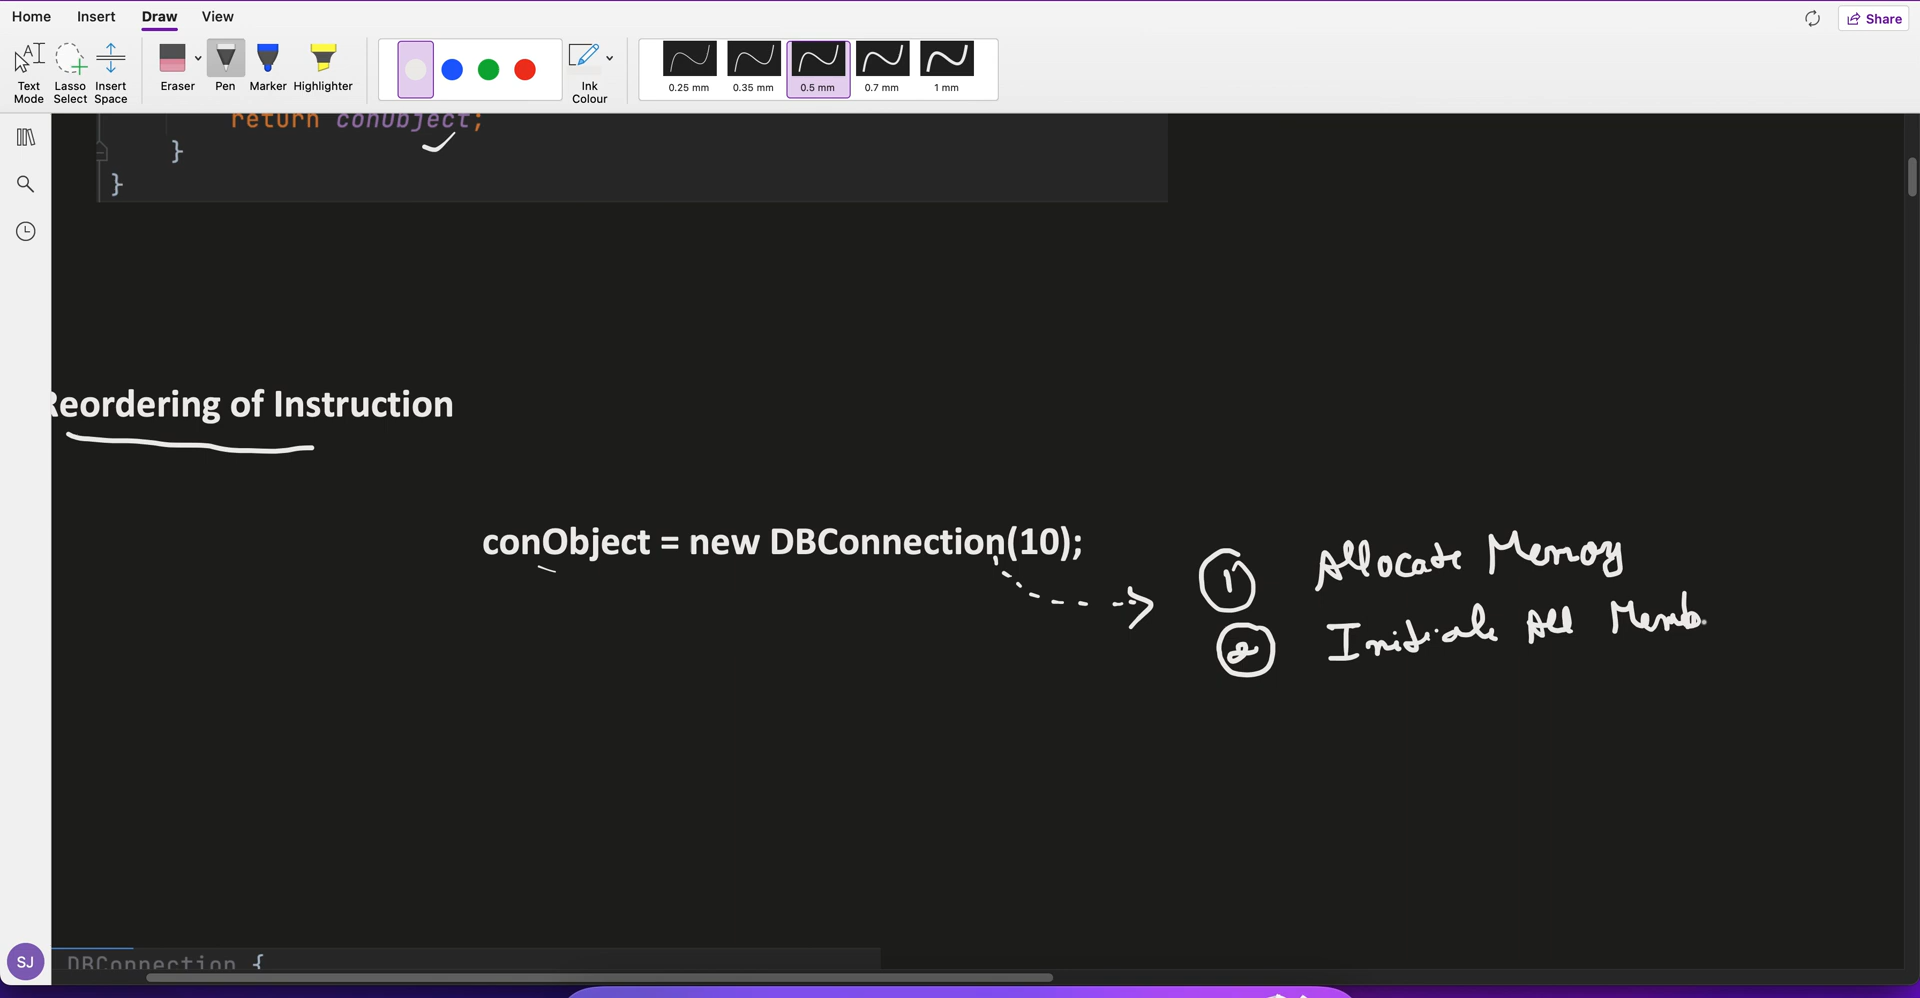 Home Insert Draw View
Share
Text Mode
Lasso Select
Insert Space
Eraser
Pen
Marker
Highlighter
Ink Colour
0.25 mm
0.35 mm
0.5 mm
0.7 mm
1 mm
return conObject;
}
}
Reordering of Instruction
conObject = new DBConnection(10);
1 Allocate Memory
2 All Memb
DBConnection {
SJ